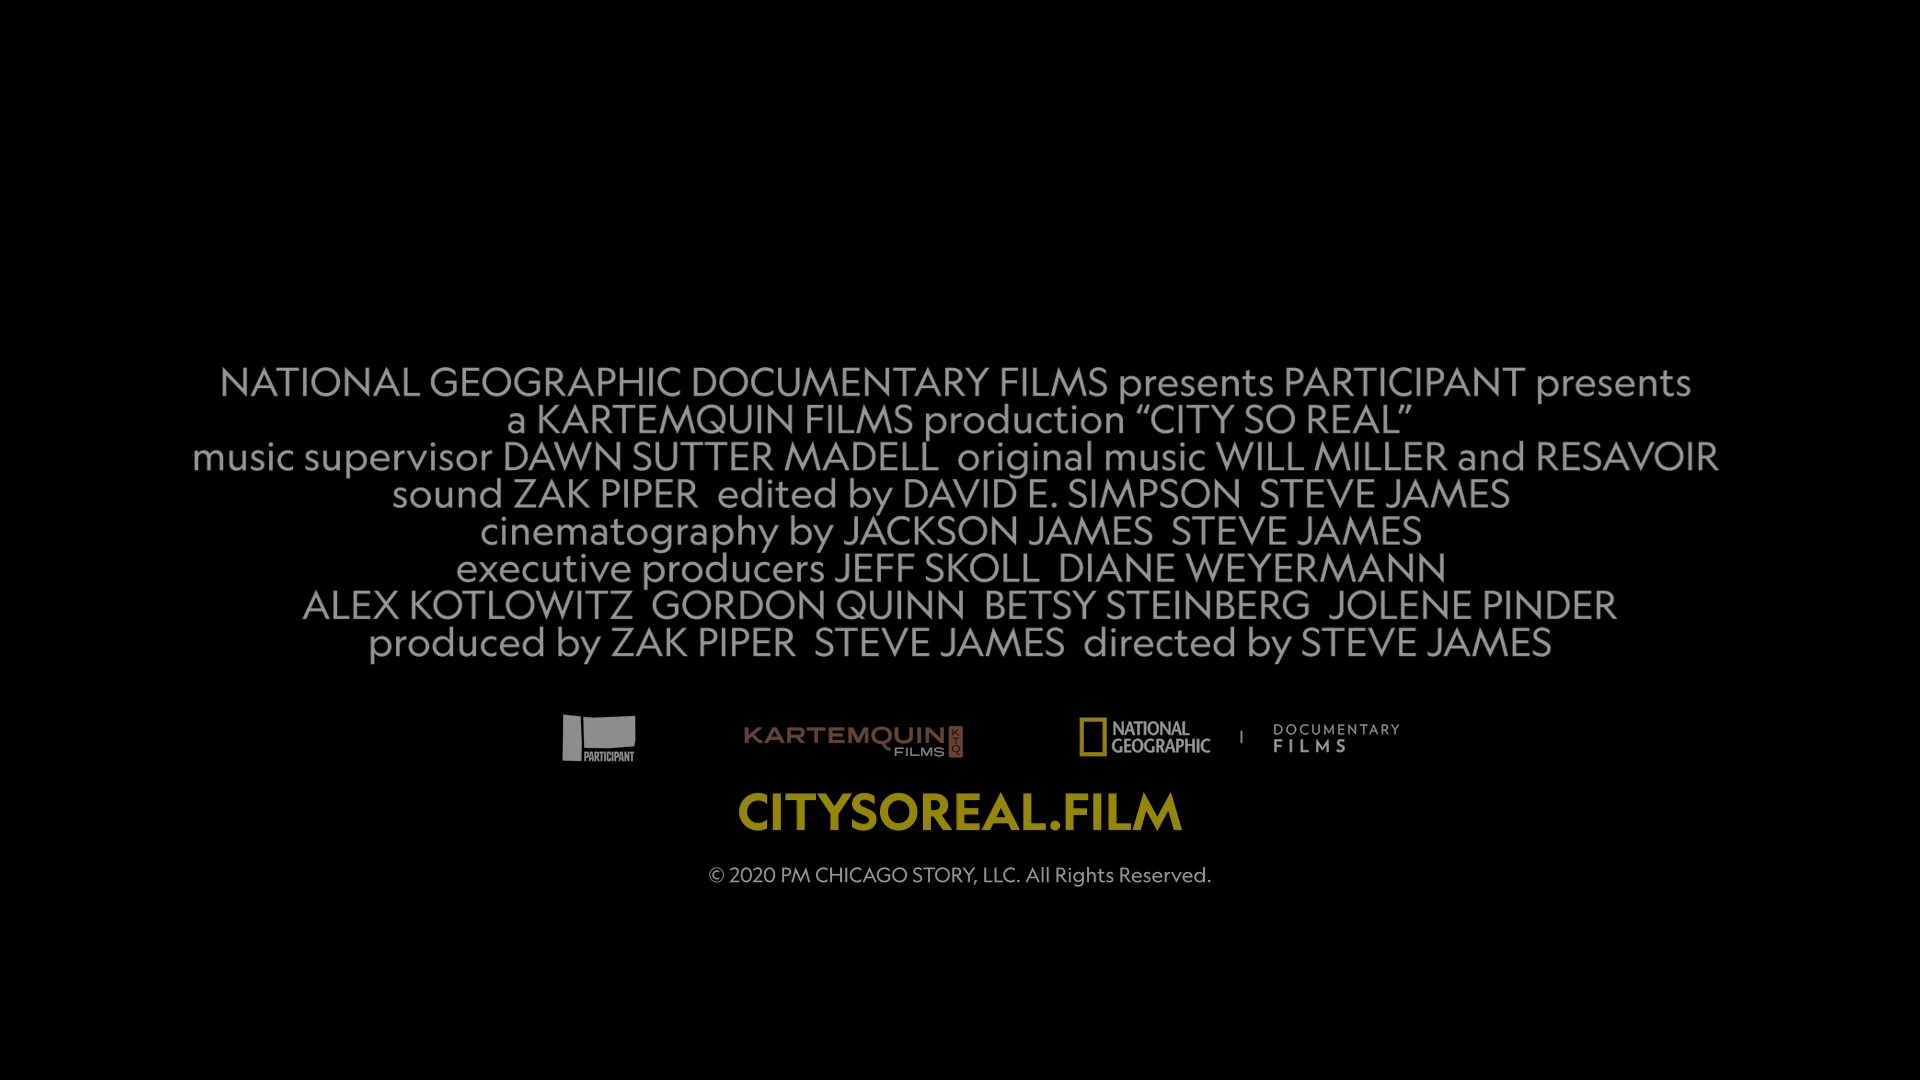 NATIONAL GEOGRAPHIC DOCUMENTARY FILMS presents PARTICIPANT presents
a KARTEMQUIN FILMS production “CITY SO REAL”
music supervisor DAWN SUTTER MADELL original music WILL MILLER and RESAVOIR
sound ZAK PIPER edited by DAVID E. SIMPSON STEVE JAMES
cinematography by JACKSON JAMES STEVE JAMES
executive producers JEFF SKOLL DIANE WEYERMANN
ALEX KOTLOWITZ GORDON QUINN BETSY STEINBERG JOLENE PINDER
produced by ZAK PIPER STEVE JAMES directed by STEVE JAMES
PARTICIPANT
KARTEMQUIN
FILMS
KTQ
NATIONAL
GEOGRAPHIC
DOCUMENTARY
FILMS
CITYSOREAL.FILM
© 2020 PM CHICAGO STORY, LLC. All Rights Reserved.